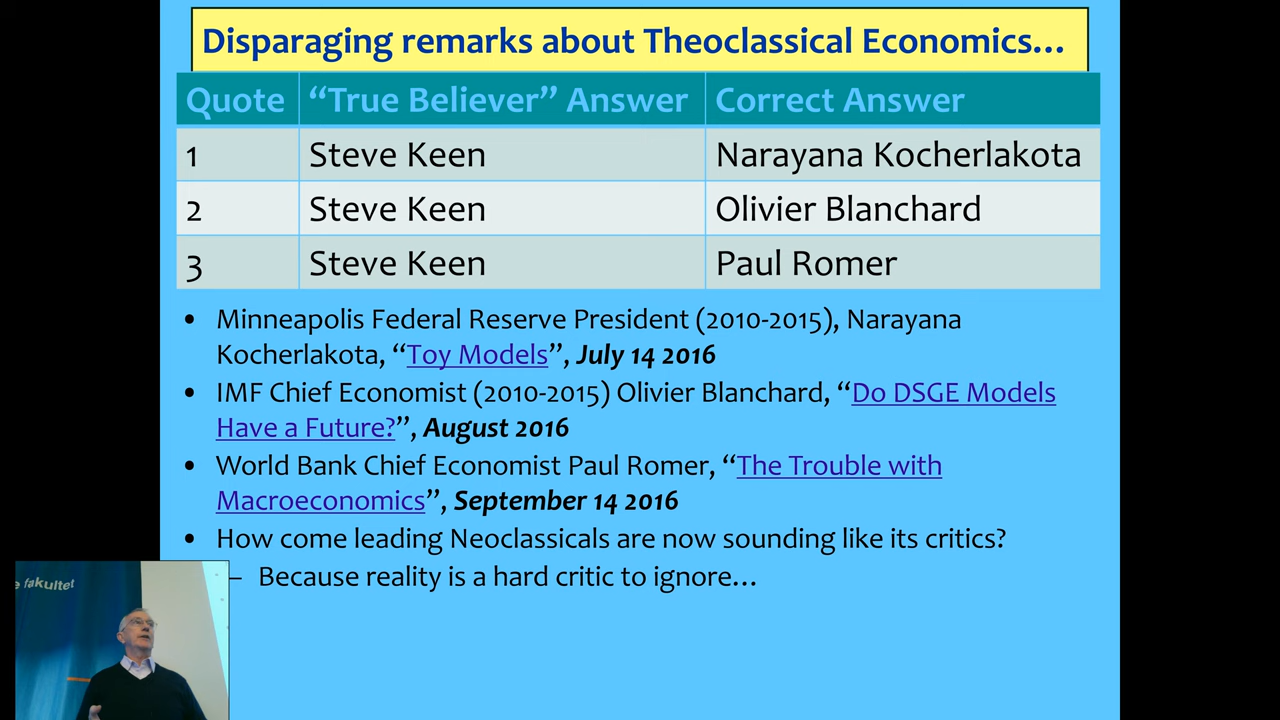 Disparaging remarks about Theoclassical Economics…
Quote “True Believer” Answer Correct Answer
1 Steve Keen Narayana Kocherlakota
2 Steve Keen Olivier Blanchard
3 Steve Keen Paul Romer
• Minneapolis Federal Reserve President (2010-2015), Narayana
Kocherlakota, “Toy Models”, July 14 2016
• IMF Chief Economist (2010-2015) Olivier Blanchard, “Do DSGE Models
Have a Future?”, August 2016
• World Bank Chief Economist Paul Romer, “The Trouble with
Macroeconomics”, September 14 2016
• How come leading Neoclassicals are now sounding like its critics?
– Because reality is a hard critic to ignore…
fakultet